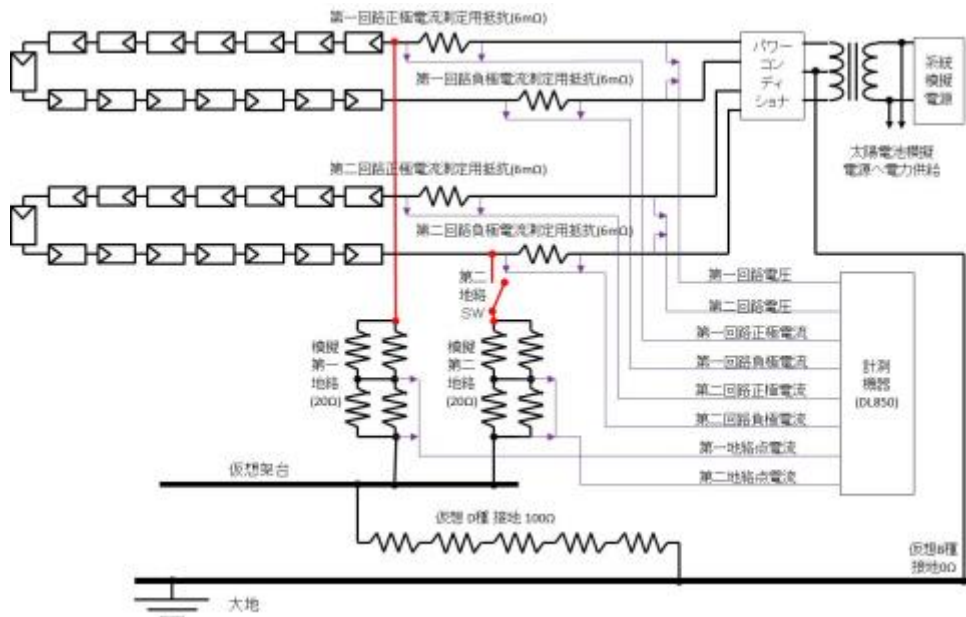 第一回路正極電流測定用抵抗(6mΩ)
第一回路負極電流測定用抵抗(6mΩ)
パワー
コン
ディ
ショナ
系統
模擬
電源
太陽電池模擬
電源へ電力供給
第二回路正極電流測定用抵抗(6mΩ)
第二回路負極電流測定用抵抗(6mΩ)
第二
地絡
SW
模擬
第一
地絡
(20Ω)
模擬
第二
地絡
(20Ω)
第一回路電圧
第二回路電圧
第一回路正極電流
第一回路負極電流
第二回路正極電流
第二回路負極電流
第一地絡点電流
第二地絡点電流
計測
機器
(DL850)
仮想架台
仮想 D種 接地 100Ω
仮想B種
接地0Ω
大地